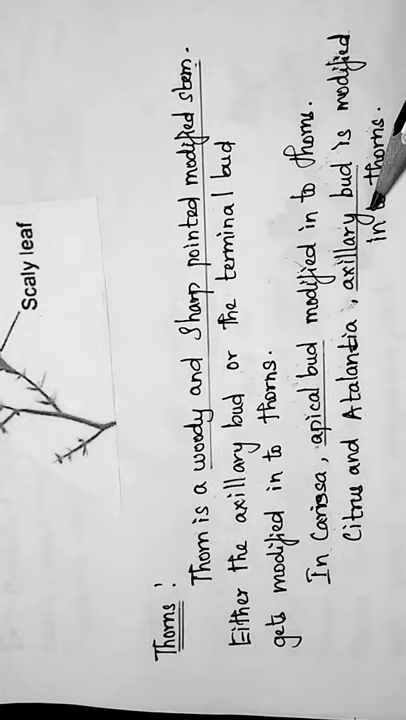 Scaly leaf
Thorns :
Thorn is a woody and sharp pointed modified stem.
Either the axillary bud or the terminal bud
gets modified in to thorns.
In Carissa, apical bud modified in to thorns.
Citrus and Atalantia, axillary bud is modified
in thorns.